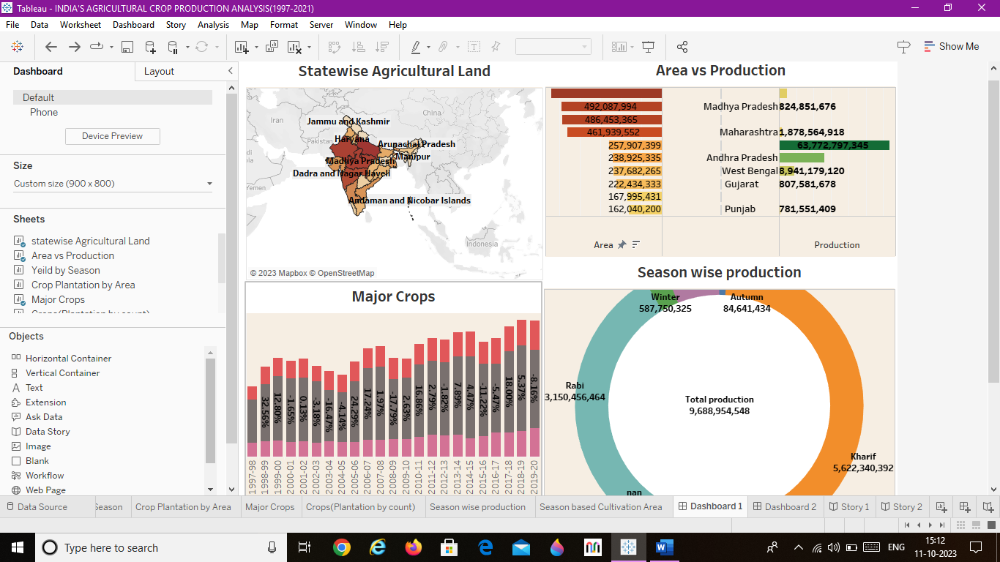 Tableau - INDIA'S AGRICULTURAL CROP PRODUCTION ANALYSIS(1997-2021)
File Data Worksheet Dashboard Story Analysis Map Format Server Window Help
Show Me
Dashboard Layout
Default
Phone
Device Preview
Size
Custom size (900 x 800)
Sheets
statewise Agricultural Land
Area vs Production
Yeild by Season
Crop Plantation by Area
Major Crops
Crops(Plantation by count)
Objects
Horizontal Container
Vertical Container
Text
Extension
Ask Data
Data Story
Image
Blank
Workflow
Web Page
Statewise Agricultural Land
Iran
China
Jammu and Kashmir
Pakistan
Haryana
Arunachal Pradesh
Manipur
Madhya Pradesh
Dadra and Nagar Haveli
Yemen
Andaman and Nicobar Islands
Indonesia
© 2023 Mapbox © OpenStreetMap
Area vs Production
492,087,994 Madhya Pradesh 824,851,676
486,453,365
461,939,552 Maharashtra 1,878,564,918
257,907,399 63,772,797,345
238,925,335 Andhra Pradesh
237,682,265 West Bengal 8,941,179,120
222,434,333 Gujarat 807,581,678
167,995,431
162,040,200 Punjab 781,551,409
Area Production
Major Crops
32.56% 12.80% -1.65% 0.13% -3.18% -16.47% -4.14% 24.29% 17.24% 1.97% -17.79% 2.63% 16.86% 2.79% -1.82% 7.89% 4.47% -11.22% -5.47% 18.00% 5.37% -8.16%
1997-98 1998-99 1999-00 2000-01 2001-02 2002-03 2003-04 2004-05 2005-06 2006-07 2007-08 2008-09 2009-10 2010-11 2011-12 2012-13 2013-14 2014-15 2015-16 2016-17 2017-18 2018-19 2019-20
Season wise production
Winter
587,750,325
Autumn
84,641,434
Rabi
3,150,456,464
Total production
9,688,954,548
Kharif
5,622,340,392
nan
Data Source Season Crop Plantation by Area Major Crops Crops(Plantation by count) Season wise production Season based Cultivation Area Dashboard 1 Dashboard 2 Story 1 Story 2
Type here to search
ENG
15:12
11-10-2023